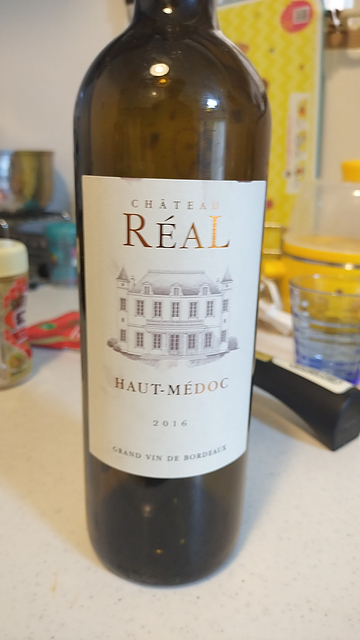 CHÂTEAU
RÉAL
HAUT-MÉDOC
2016
GRAND VIN DE BORDEAUX